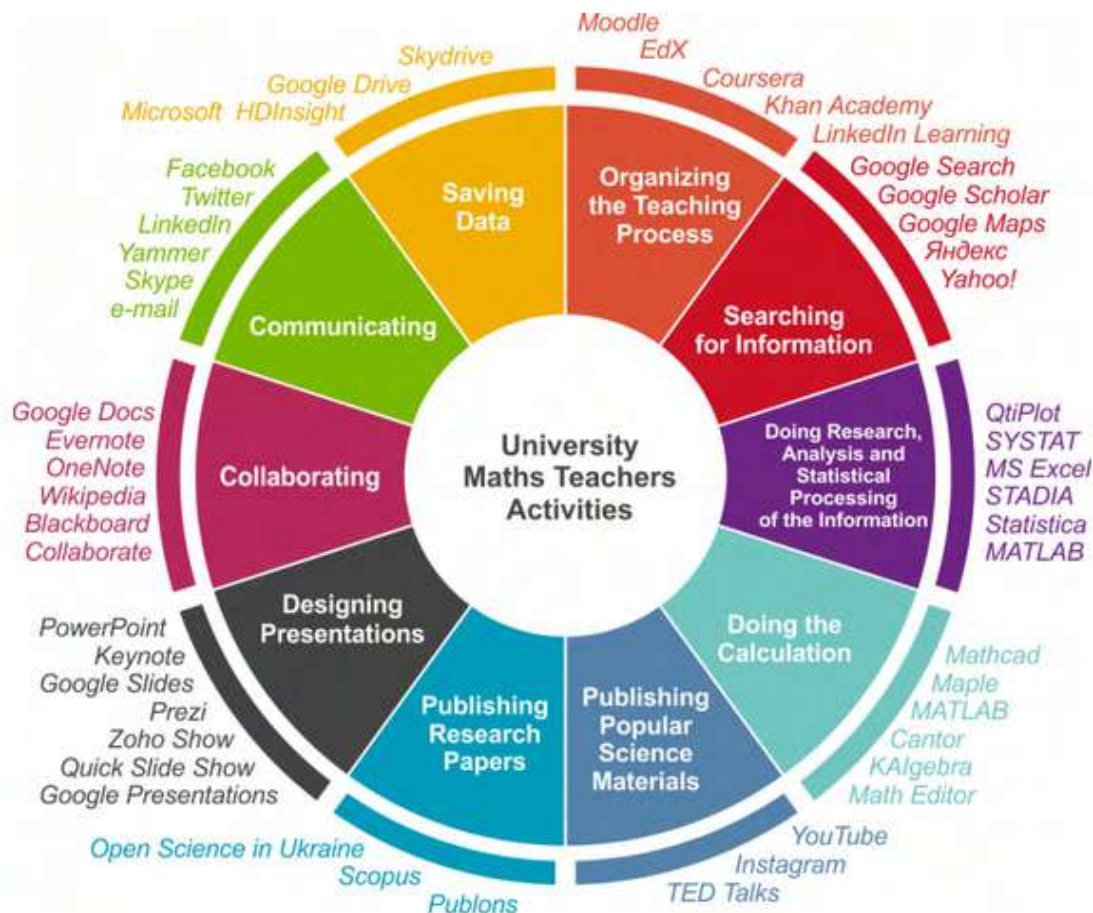 Moodle
EdX
Coursera
Khan Academy
LinkedIn Learning
Organizing
the Teaching
Process
Google Search
Google Scholar
Google Maps
Яндекс
Yahoo!
Searching
for Information
QtiPlot
SYSTAT
MS Excel
STADIA
Statistica
MATLAB
Doing Research,
Analysis and
Statistical
Processing
of the Information
Mathcad
Maple
MATLAB
Cantor
KAlgebra
Math Editor
Doing the
Calculation
YouTube
Instagram
TED Talks
Publishing
Popular
Science
Materials
Open Science in Ukraine
Scopus
Publons
Publishing
Research
Papers
PowerPoint
Keynote
Google Slides
Prezi
Zoho Show
Quick Slide Show
Google Presentations
Designing
Presentations
Google Docs
Evernote
OneNote
Wikipedia
Blackboard
Collaborate
Collaborating
Facebook
Twitter
LinkedIn
Yammer
Skype
e-mail
Communicating
Skydrive
Google Drive
Microsoft HDInsight
Saving
Data
University
Maths Teachers
Activities